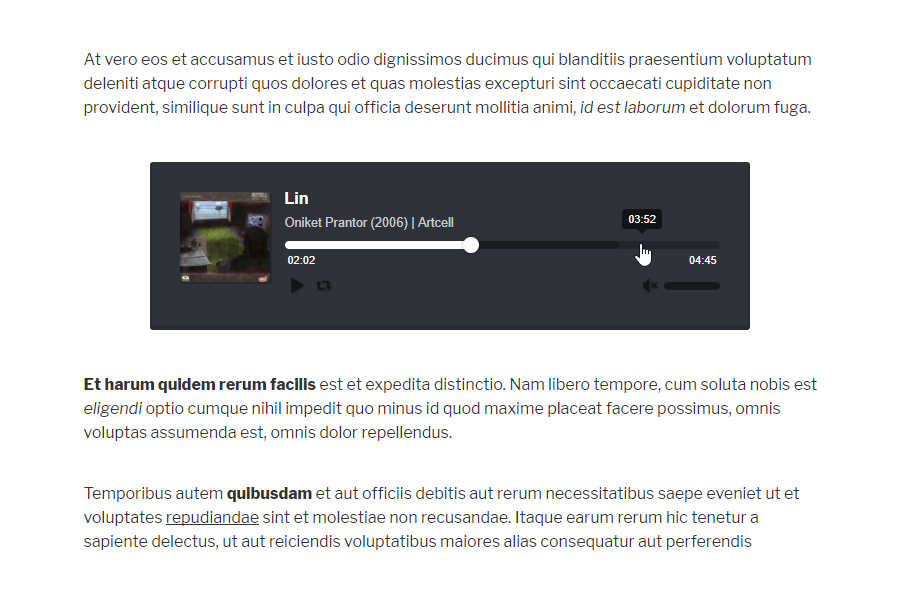 At vero eos et accusamus et iusto odio dignissimos ducimus qui blanditiis praesentium voluptatum
deleniti atque corrupti quos dolores et quas molestias excepturi sint occaecati cupiditate non
provident, similique sunt in culpa qui officia deserunt mollitia animi, id est laborum et dolorum fuga.
Lin
Oniket Prantor (2006) | Artcell
03:52
02:02
04:45
Et harum quidem rerum facilis est et expedita distinctio. Nam libero tempore, cum soluta nobis est
eligendi optio cumque nihil impedit quo minus id quod maxime placeat facere possimus, omnis
voluptas assumenda est, omnis dolor repellendus.
Temporibus autem quibusdam et aut officiis debitis aut rerum necessitatibus saepe eveniet ut et
voluptates repudiandae sint et molestiae non recusandae. Itaque earum rerum hic tenetur a
sapiente delectus, ut aut reiciendis voluptatibus maiores alias consequatur aut perferendis